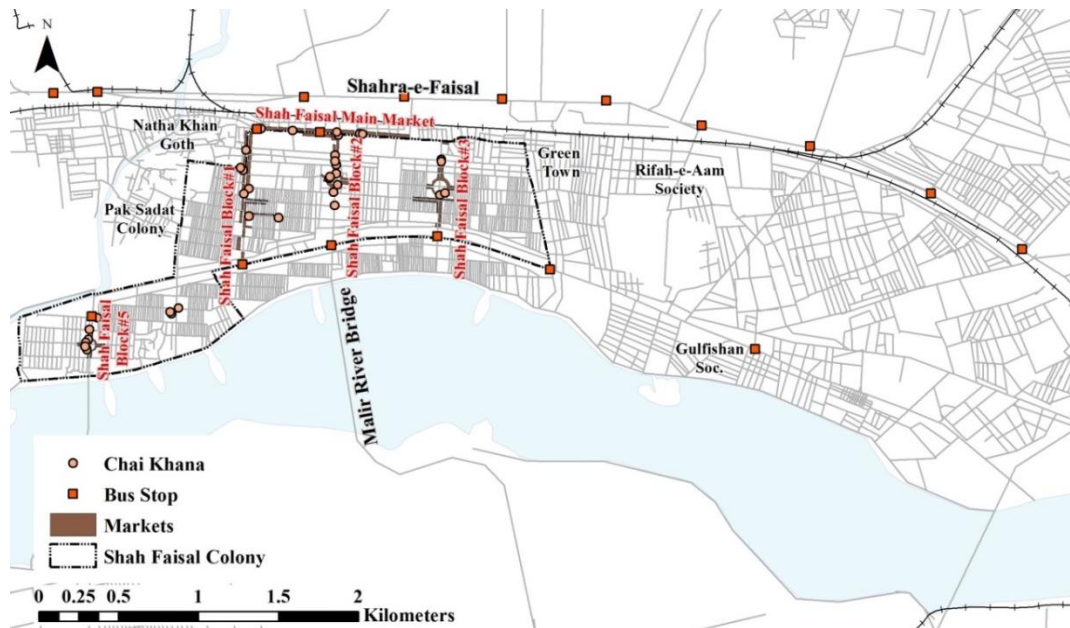 N
Shahra-e-Faisal
Shah Faisal Main Market
Natha Khan
Goth
Shah Faisal Block#1
Shah Faisal Block#2
Shah Faisal Block#3
Green
Town
Rifah-e-Aam
Society
Pak Sadat
Colony
Shah Faisal
Block#5
Malir River Bridge
Gulfishan
Soc.
Chai Khana
Bus Stop
Markets
Shah Faisal Colony
0 0.25 0.5 1 1.5 2
Kilometers